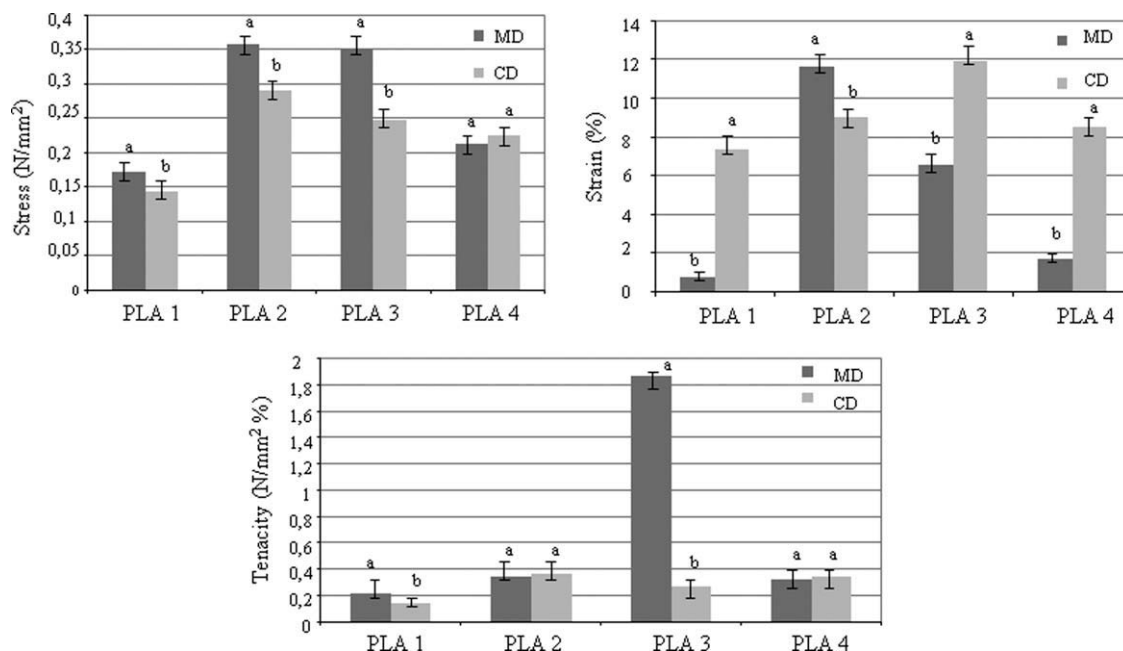 Stress (N/mm²)
0,4
0,35
0,3
0,25
0,2
0,15
0,1
0,05
0
a
b
a
b
a
b
a
a
MD
CD
PLA 1 PLA 2 PLA 3 PLA 4
Strain (%)
14
12
10
8
6
4
2
0
b
a
a
b
b
a
b
a
MD
CD
PLA 1 PLA 2 PLA 3 PLA 4
Tenacity (N/mm² %)
2
1,8
1,6
1,4
1,2
1
0,8
0,6
0,4
0,2
0
a
b
a
a
a
b
a
a
MD
CD
PLA 1 PLA 2 PLA 3 PLA 4